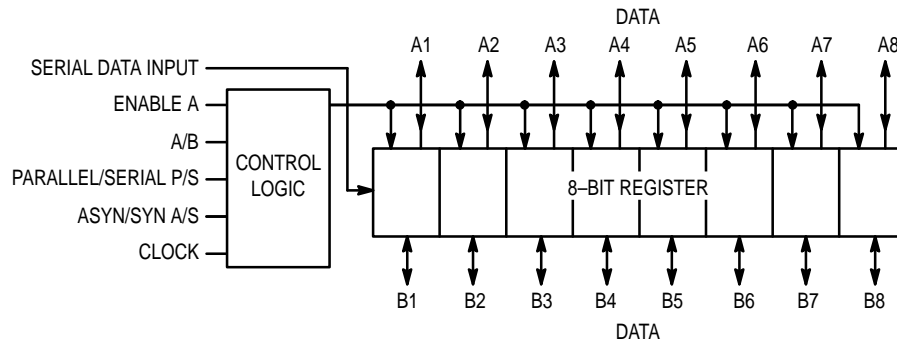 DATA
A1 A2 A3 A4 A5 A6 A7 A8
SERIAL DATA INPUT
ENABLE A
A/B
PARALLEL/SERIAL P/S
ASYN/SYN A/S
CLOCK
CONTROL
LOGIC
8–BIT REGISTER
B1 B2 B3 B4 B5 B6 B7 B8
DATA